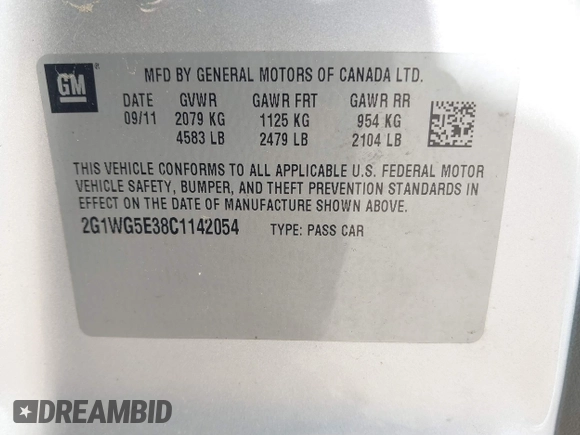 GM ® MFD BY GENERAL MOTORS OF CANADA LTD.
DATE GVWR GAWR FRT GAWR RR
09/11 2079 KG 1125 KG 954 KG
4583 LB 2479 LB 2104 LB
THIS VEHICLE CONFORMS TO ALL APPLICABLE U.S. FEDERAL MOTOR
VEHICLE SAFETY, BUMPER, AND THEFT PREVENTION STANDARDS IN
EFFECT ON THE DATE OF MANUFACTURE SHOWN ABOVE.
2G1WG5E38C1142054 TYPE: PASS CAR
DREAMBID